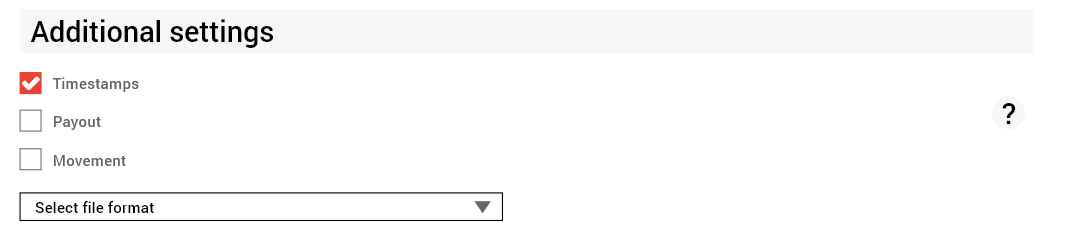 Additional settings
Timestamps
Payout
?
Movement
Select file format